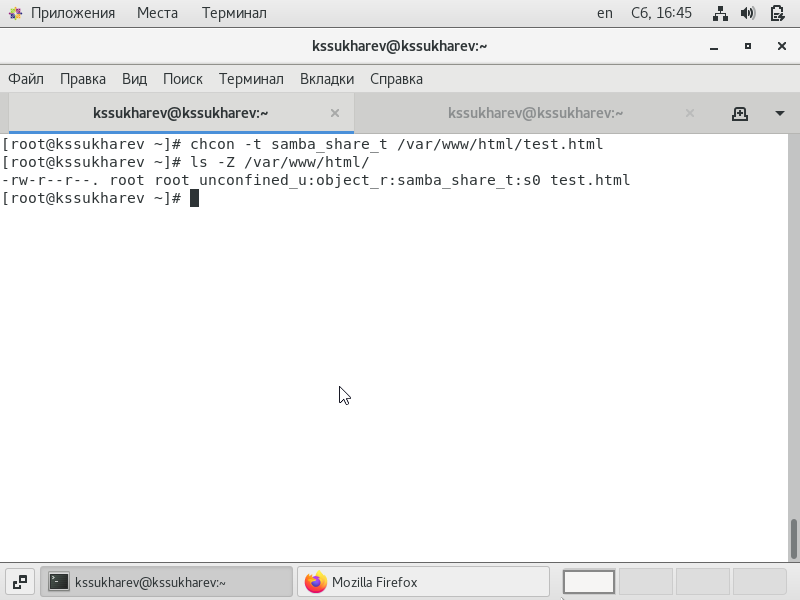 Приложения Места Терминал en Сб, 16:45
kssukharev@kssukharev:~
Файл Правка Вид Поиск Терминал Вкладки Справка
kssukharev@kssukharev:~ kssukharev@kssukharev:~
[root@kssukharev ~]# chcon -t samba_share_t /var/www/html/test.html
[root@kssukharev ~]# ls -Z /var/www/html/
-rw-r--r--. root root unconfined_u:object_r:samba_share_t:s0 test.html
[root@kssukharev ~]#
kssukharev@kssukharev:~ Mozilla Firefox